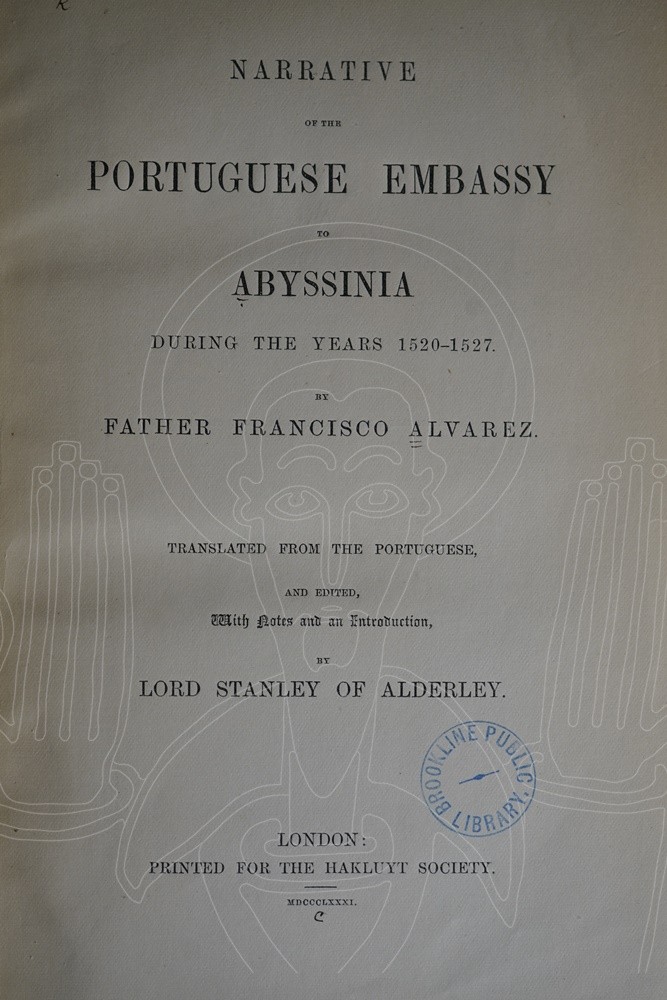 NARRATIVE
OF THE
PORTUGUESE EMBASSY
TO
ABYSSINIA
DURING THE YEARS 1520–1527.
BY
FATHER FRANCISCO ALVAREZ.
TRANSLATED FROM THE PORTUGUESE,
AND EDITED,
With Notes and an Introduction,
BY
LORD STANLEY OF ALDERLEY.
BROOKLINE PUBLIC LIBRARY.
LONDON:
PRINTED FOR THE HAKLUYT SOCIETY.
MDCCCLXXXI.
C